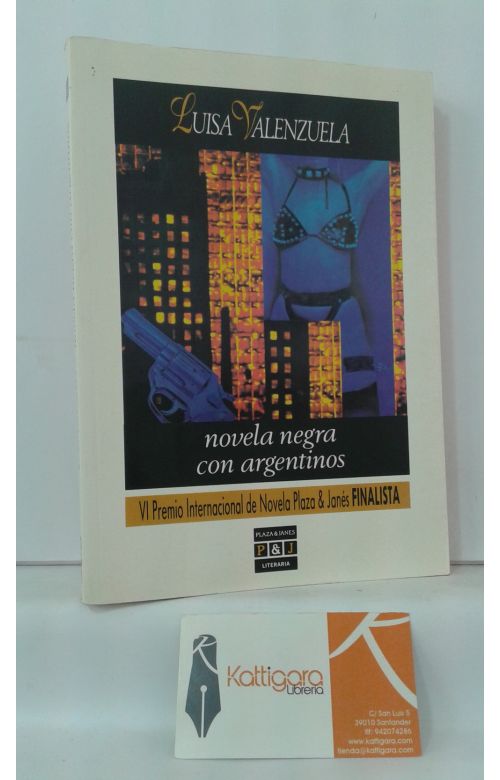 LUISA VALENZUELA
novela negra
con argentinos
VI Premio Internacional de Novela Plaza & Janés FINALISTA
PLAZA & JANES
P & J
LITERARIA
Kattigara
Librería
C/ San Luis 5
39010 Santander
tlf: 942074286
www.kattigara.com
tienda@kattigara.com